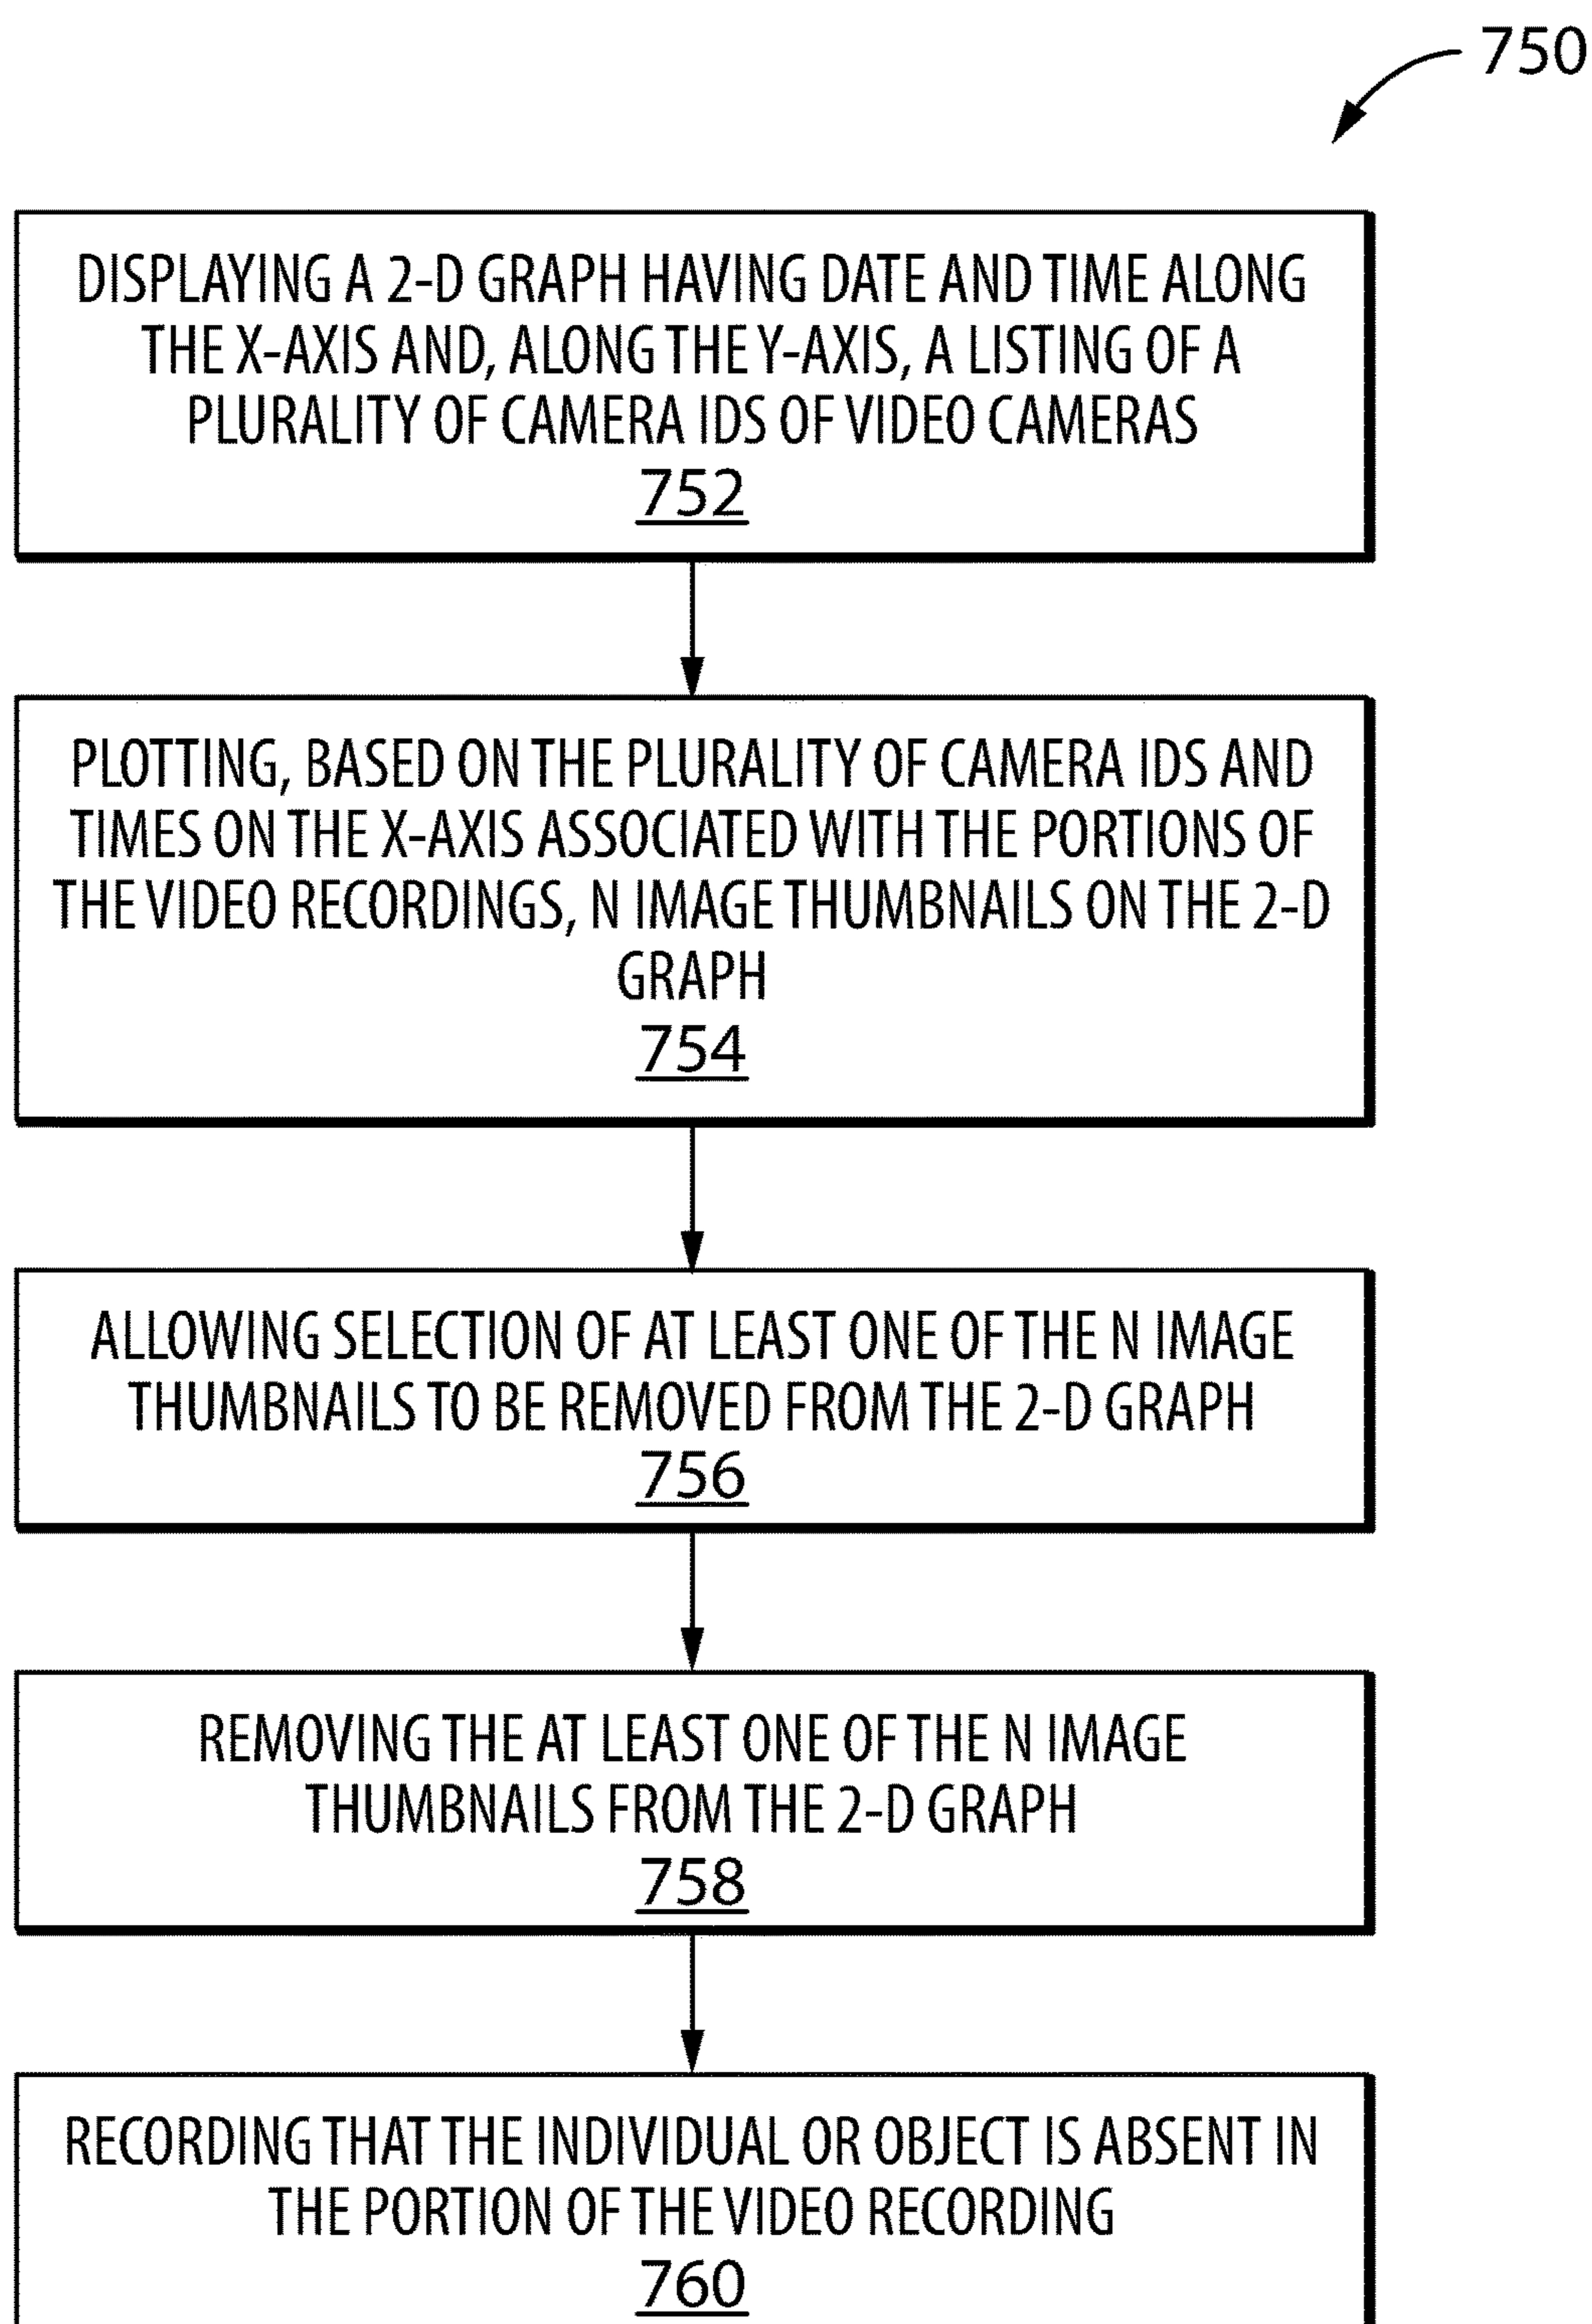 750
DISPLAYING A 2-D GRAPH HAVING DATE AND TIME ALONG
THE X-AXIS AND, ALONG THE Y-AXIS, A LISTING OF A
PLURALITY OF CAMERA IDS OF VIDEO CAMERAS
752
PLOTTING, BASED ON THE PLURALITY OF CAMERA IDS AND
TIMES ON THE X-AXIS ASSOCIATED WITH THE PORTIONS OF
THE VIDEO RECORDINGS, N IMAGE THUMBNAILS ON THE 2-D
GRAPH
754
ALLOWING SELECTION OF AT LEAST ONE OF THE N IMAGE
THUMBNAILS TO BE REMOVED FROM THE 2-D GRAPH
756
REMOVING THE AT LEAST ONE OF THE N IMAGE
THUMBNAILS FROM THE 2-D GRAPH
758
RECORDING THAT THE INDIVIDUAL OR OBJECT IS ABSENT IN
THE PORTION OF THE VIDEO RECORDING
760